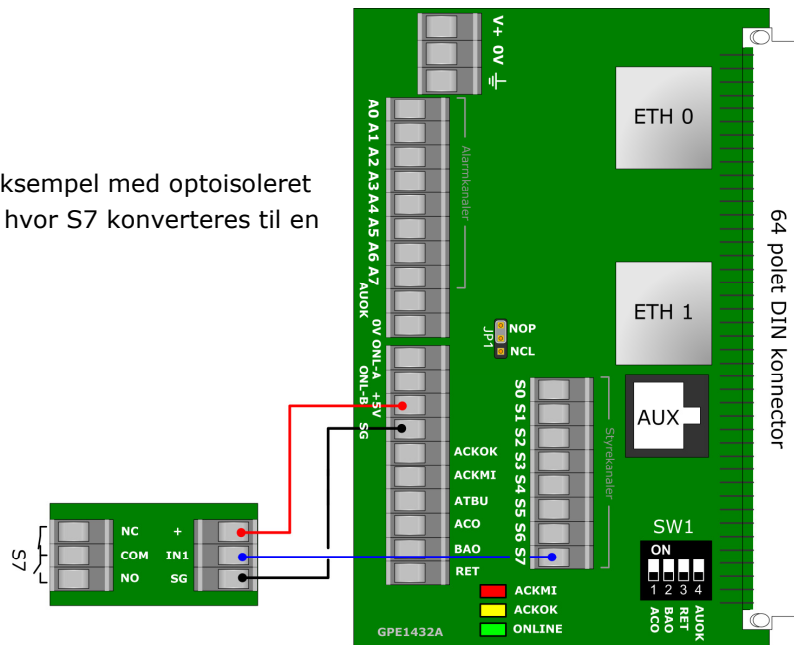 ksempel med optoisoleret
hvor S7 konverteres til en
V+ 0V
A0 A1 A2 A3 A4 A5 A6 A7
AUOK
0V ONL-A
ONL-B +5V
SG
Alarmkanaler
ETH 0
ETH 1
AUX
64 polet DIN konnector
JP1
NOP
NCL
S0 S1 S2 S3 S4 S5 S6 S7
Styrekanaler
ACKOK
ACKMI
ATBU
ACO
BAO
RET
SW1
ON
1 2 3 4
ACO
BAO
RET
AUOK
ACKMI
ACKOK
ONLINE
GPE1432A
S7
NC
COM
NO
+
IN1
SG